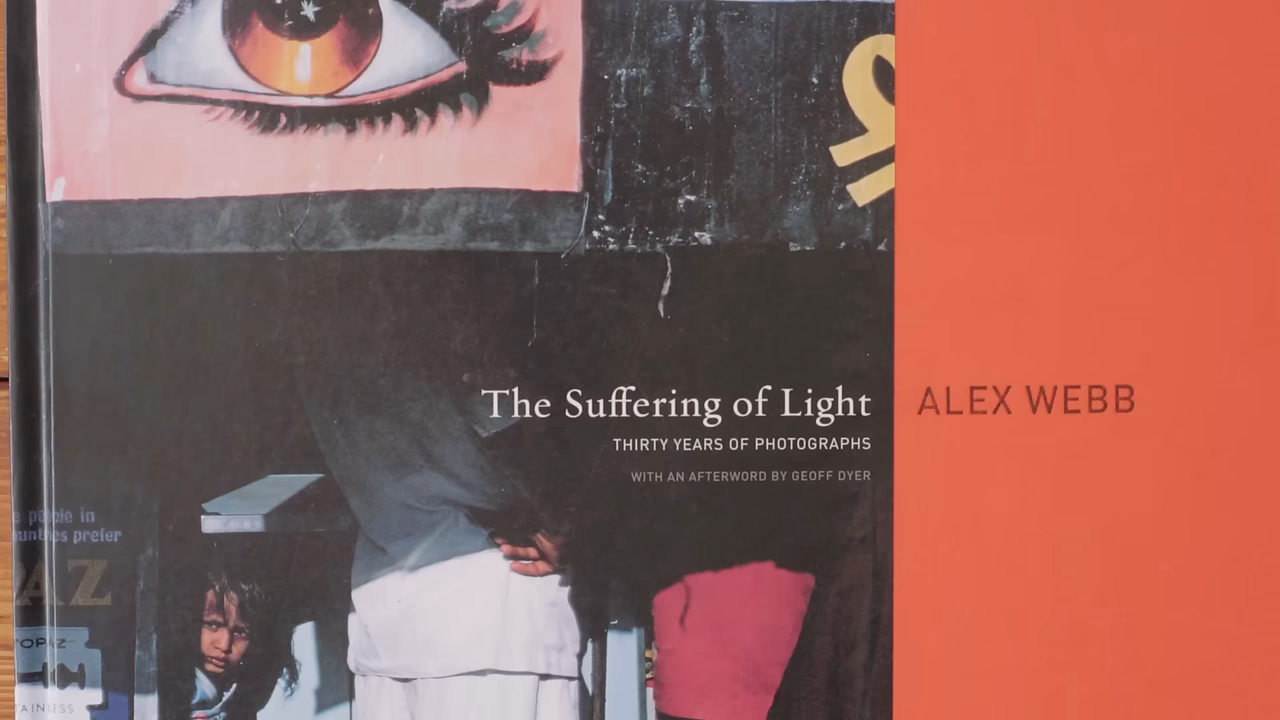 The Suffering of Light
ALEX WEBB
THIRTY YEARS OF PHOTOGRAPHS
WITH AN AFTERWORD BY GEOFF DYER
people in
prefer
AZ
TOPAZ